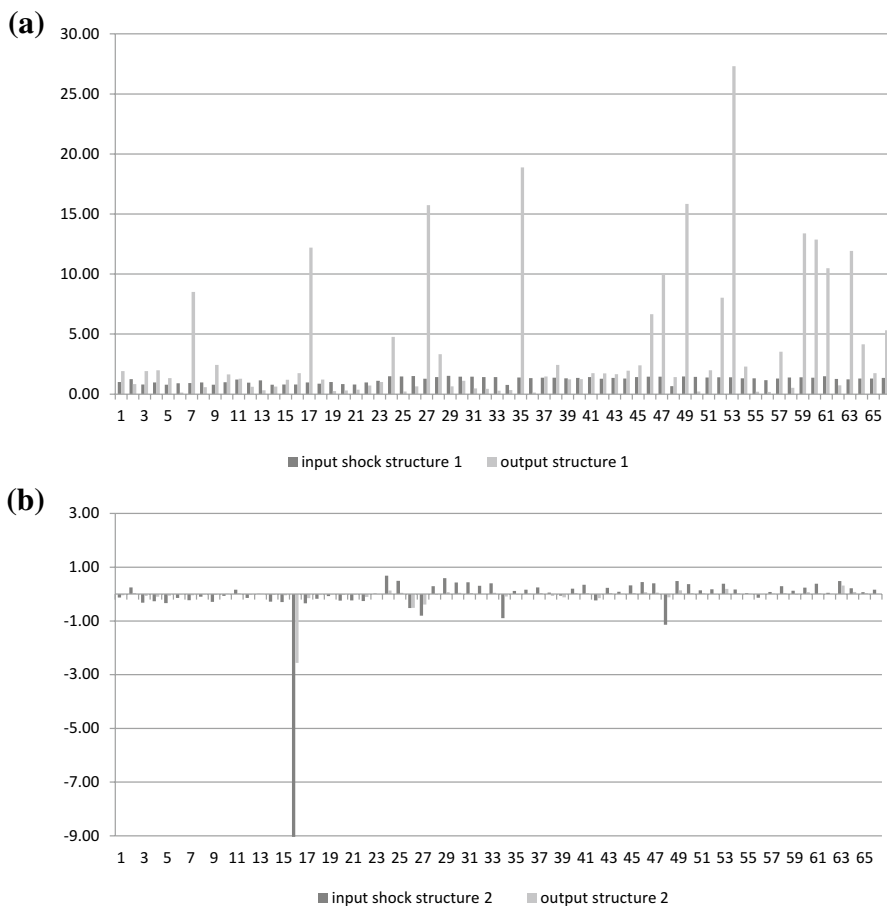 (a)
30.00
25.00
20.00
15.00
10.00
5.00
0.00
1 3 5 7 9 11 13 15 17 19 21 23 25 27 29 31 33 35 37 39 41 43 45 47 49 51 53 55 57 59 61 63 65
input shock structure 1 output structure 1
(b)
3.00
1.00
-1.00
-3.00
-5.00
-7.00
-9.00
1 3 5 7 9 11 13 15 17 19 21 23 25 27 29 31 33 35 37 39 41 43 45 47 49 51 53 55 57 59 61 63 65
input shock structure 2 output structure 2